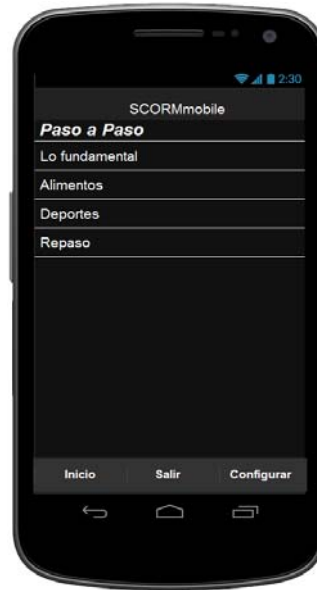 2:30
SCORMmobile
Paso a Paso
Lo fundamental
Alimentos
Deportes
Repaso
Inicio Salir Configurar